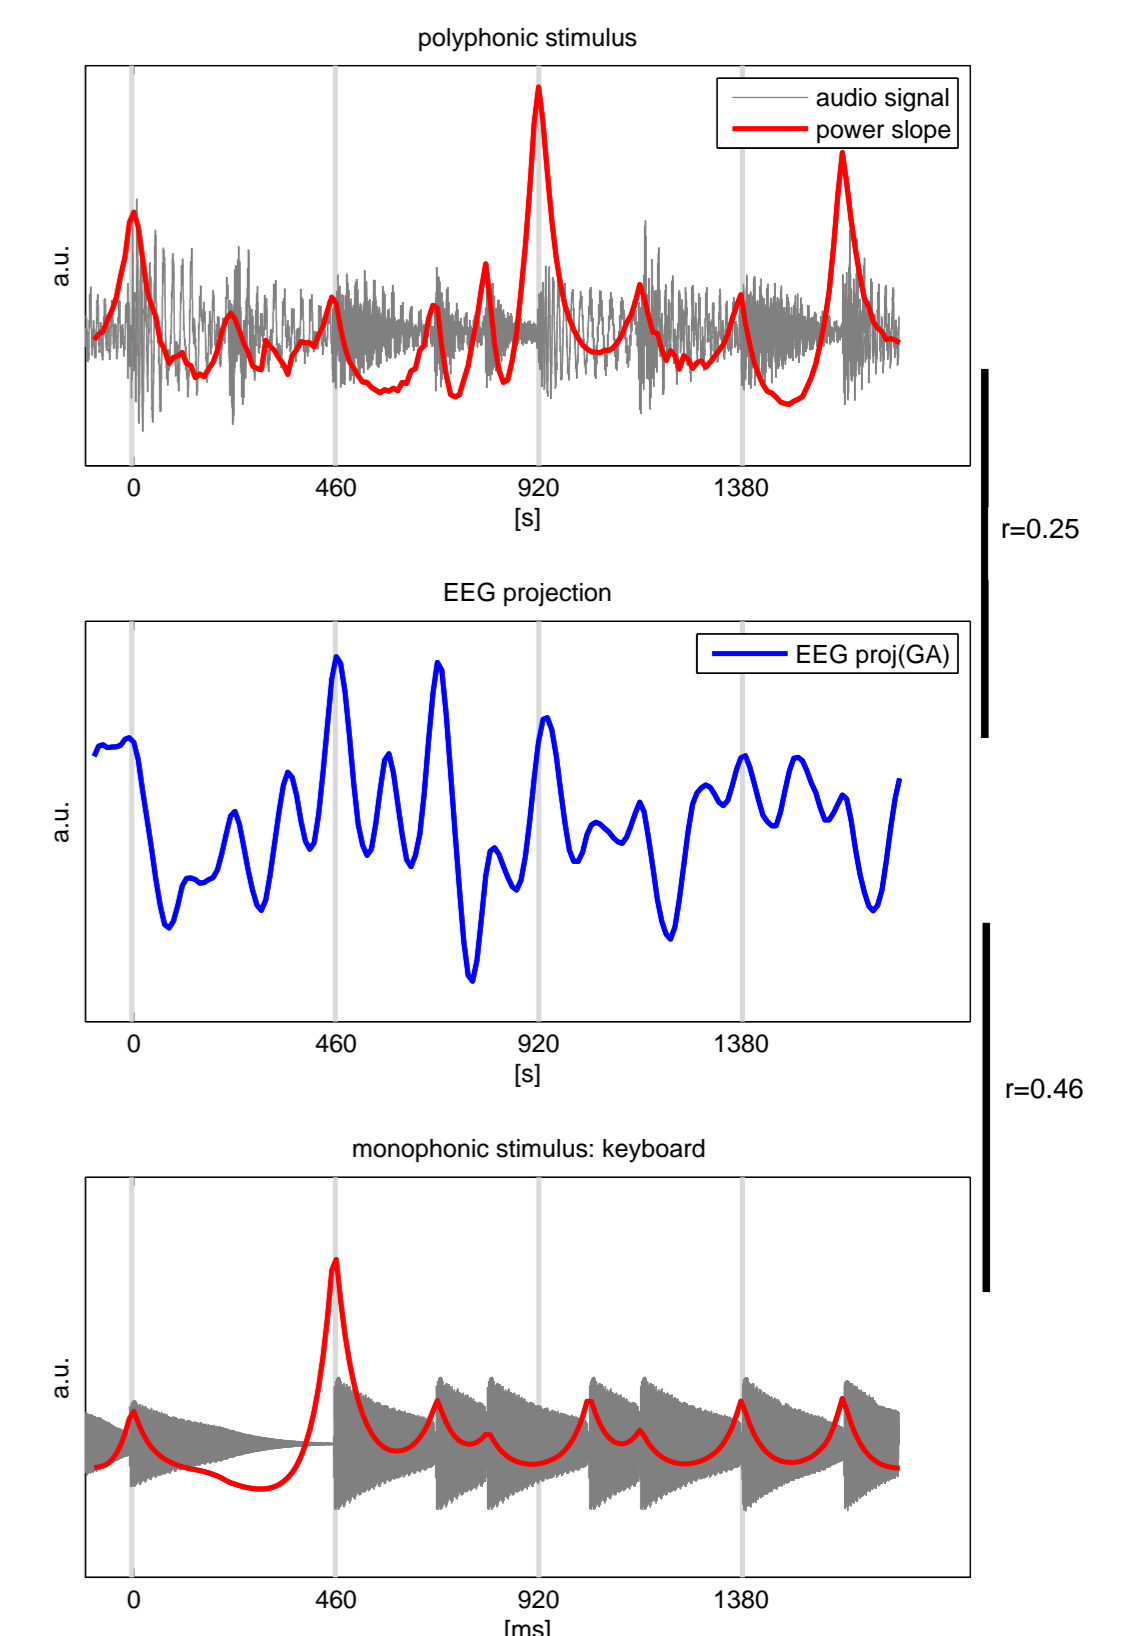 polyphonic stimulus
audio signal
power slope
a.u.
0 460 920 1380
[s]
r=0.25
EEG projection
EEG proj(GA)
a.u.
0 460 920 1380
[s]
r=0.46
monophonic stimulus: keyboard
a.u.
0 460 920 1380
[ms]